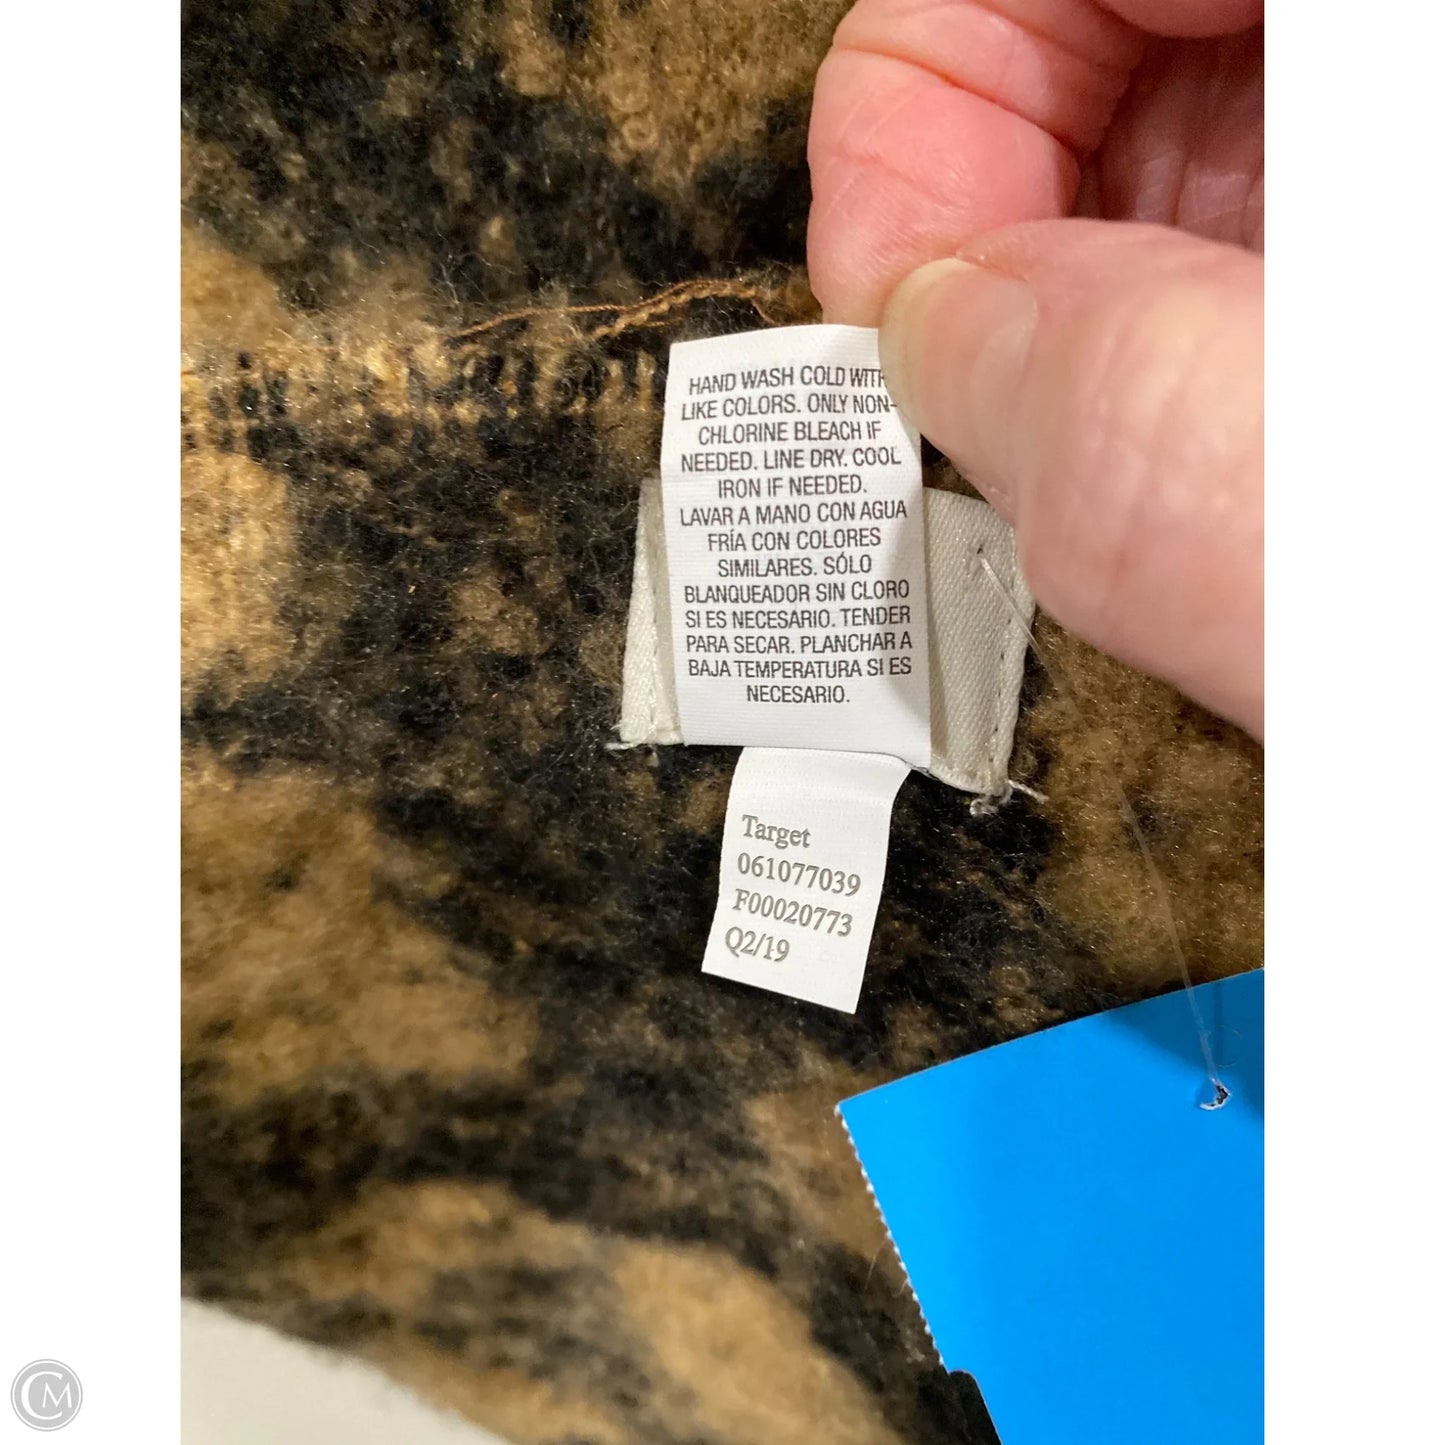 HAND WASH COLD WITH
LIKE COLORS. ONLY NON-
CHLORINE BLEACH IF
NEEDED. LINE DRY. COOL
IRON IF NEEDED.
LAVAR A MANO CON AGUA
FRÍA CON COLORES
SIMILARES. SÓLO
BLANQUEADOR SIN CLORO
SI ES NECESARIO. TENDER
PARA SECAR. PLANCHAR A
BAJA TEMPERATURA SI ES
NECESARIO.
Target
061077039
F00020773
Q2/19
CM